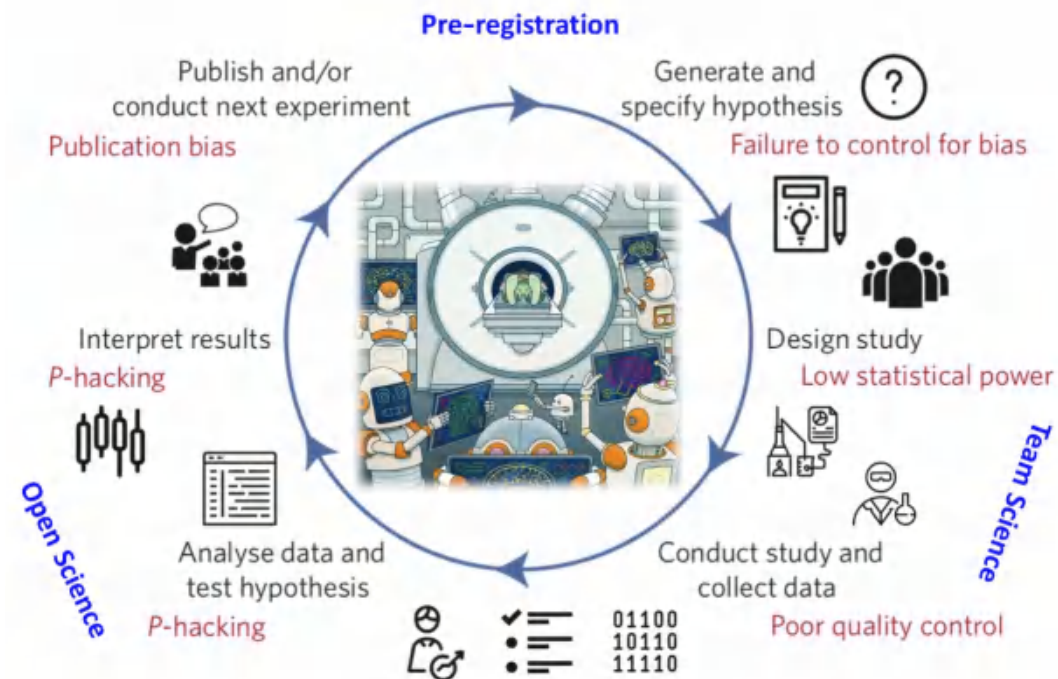 Pre-registration
Publish and/or
conduct next experiment
Publication bias
Generate and
specify hypothesis
?
Failure to control for bias
Interpret results
P-hacking
Design study
Low statistical power
Team Science
Open Science
Analyse data and
test hypothesis
P-hacking
Conduct study and
collect data
Poor quality control
01100
10110
11110